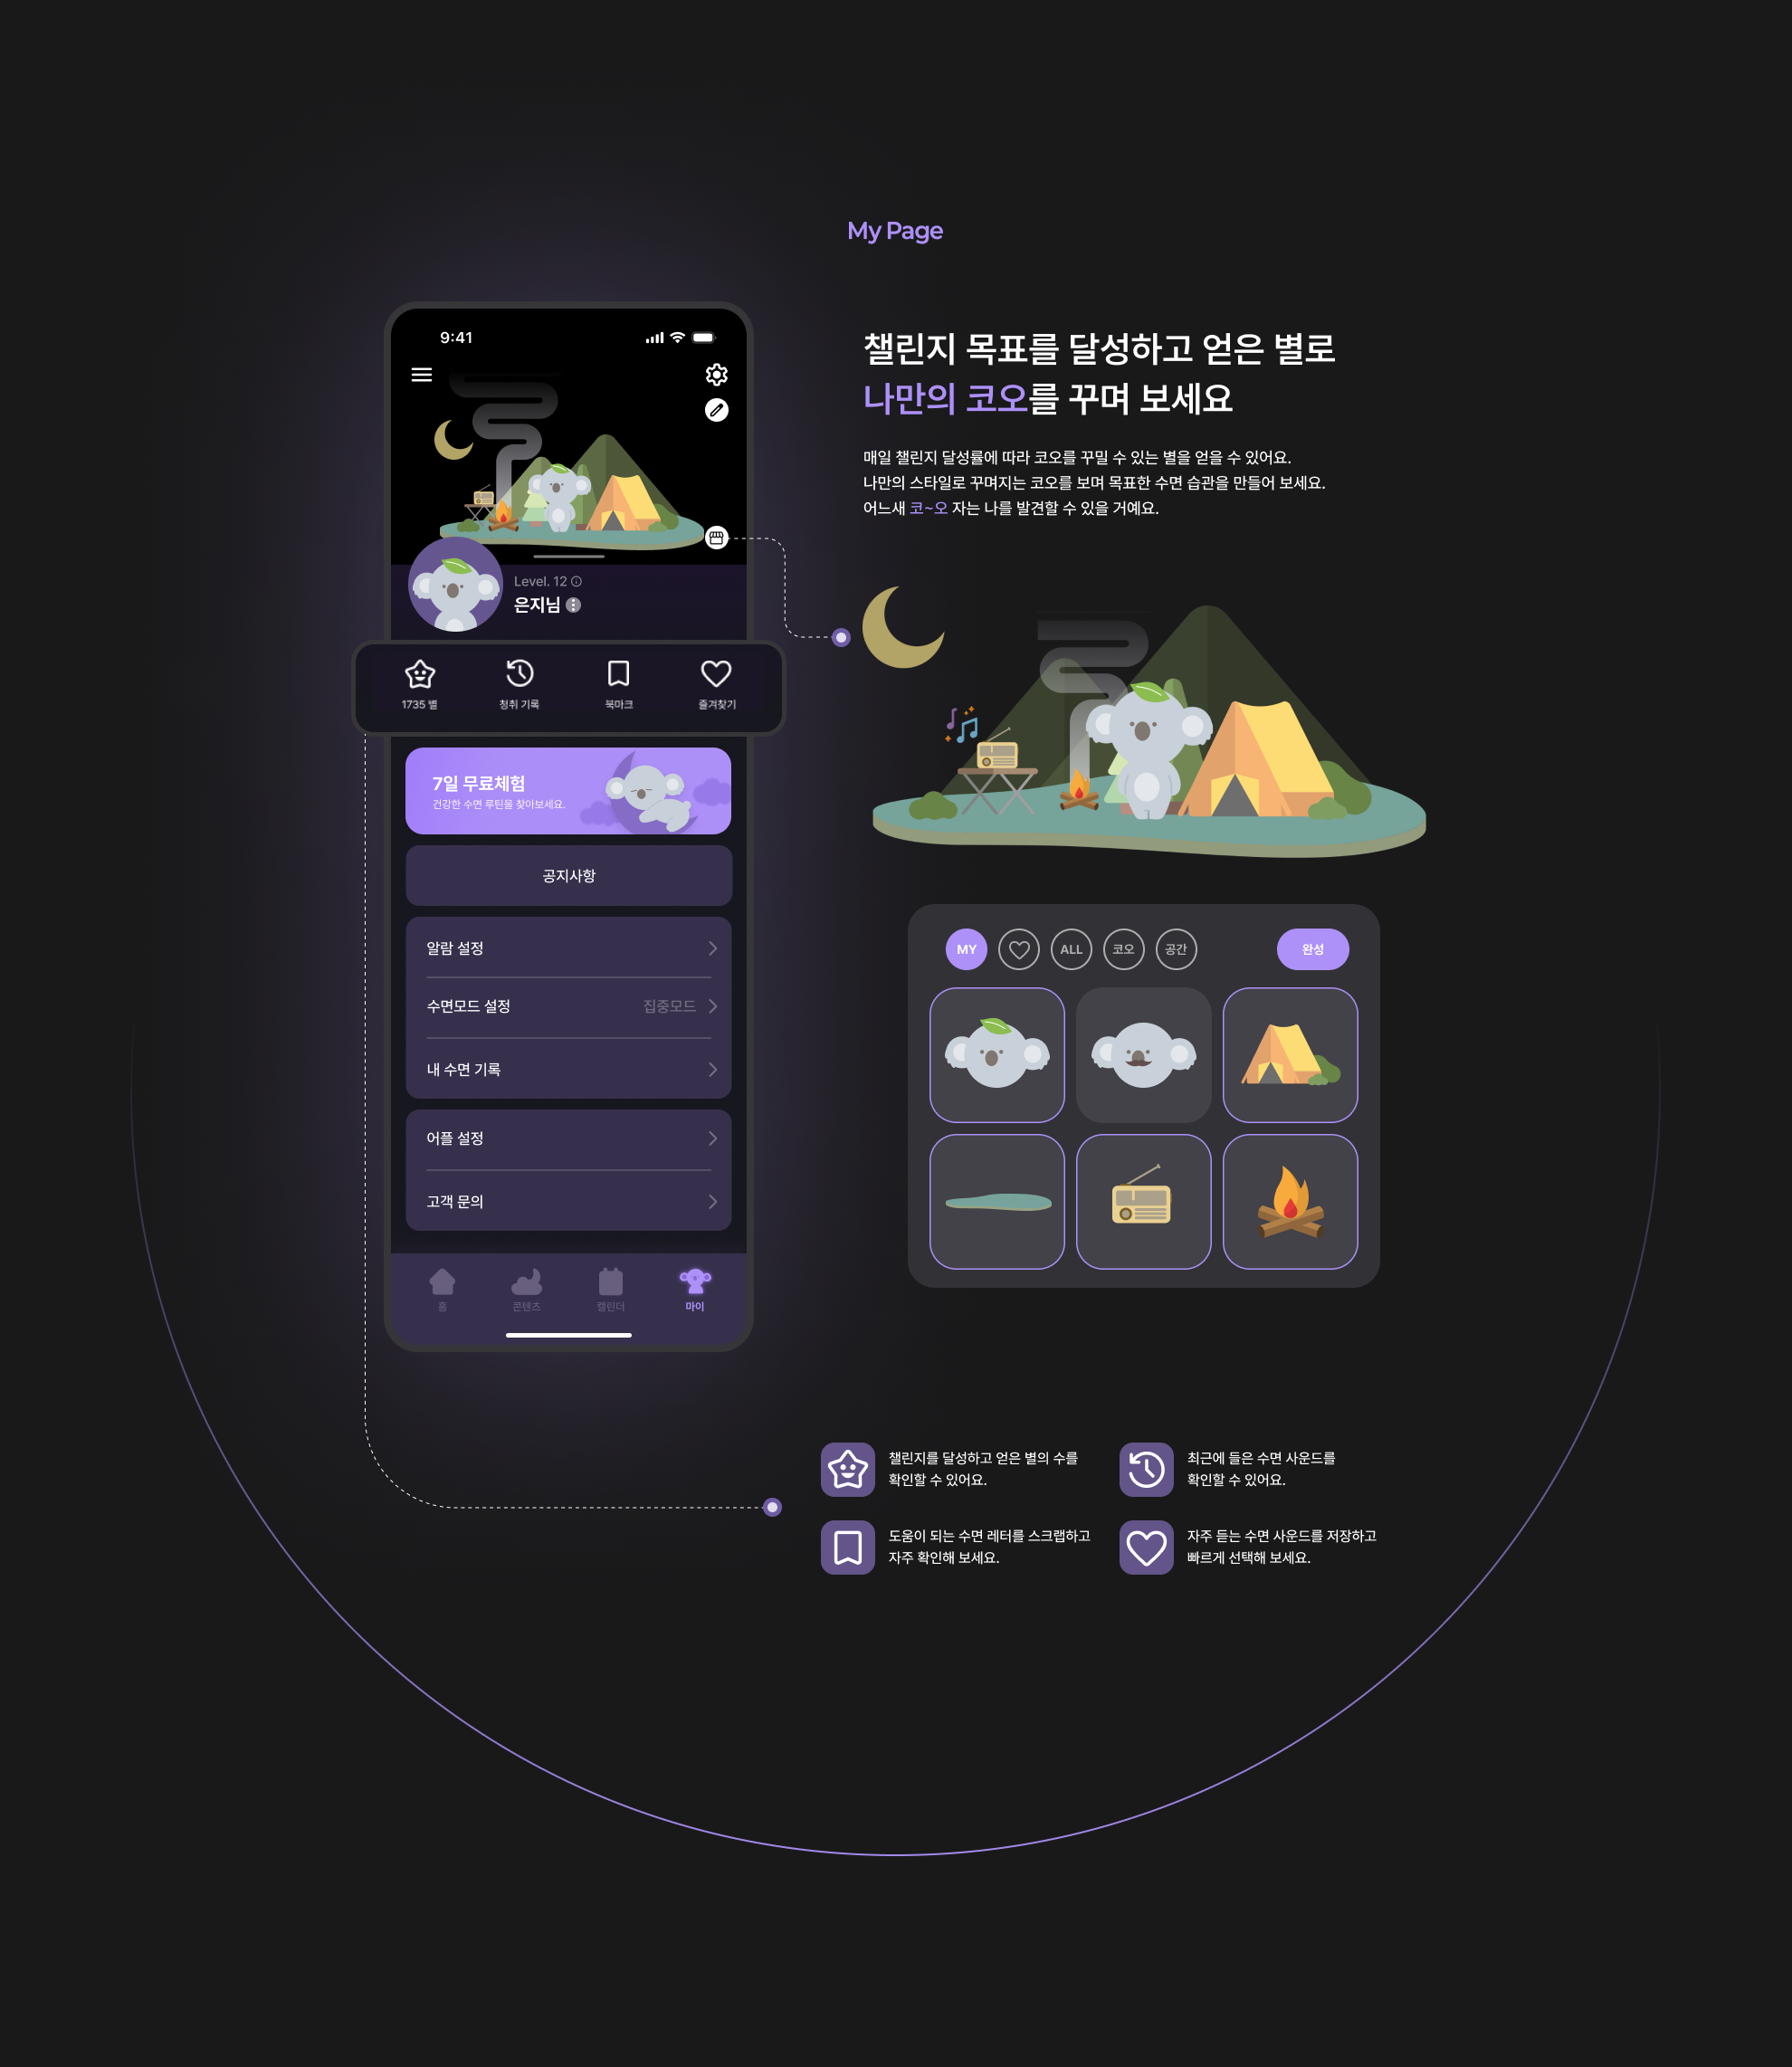 My Page
9:41
Level. 12
은지님
1735 별
청취 기록
북마크
즐겨찾기
7일 무료체험
건강한 수면 루틴을 찾아보세요.
공지사항
알람 설정
수면모드 설정
집중모드
내 수면 기록
어플 설정
고객 문의
홈
콘텐츠
캘린더
마이
챌린지 목표를 달성하고 얻은 별로
나만의 코오를 꾸며 보세요
매일 챌린지 달성률에 따라 코오를 꾸밀 수 있는 별을 얻을 수 있어요.
나만의 스타일로 꾸며지는 코오를 보며 목표한 수면 습관을 만들어 보세요.
어느새 코~오 자는 나를 발견할 수 있을 거예요.
MY
ALL
코오
공간
완성
챌린지를 달성하고 얻은 별의 수를
확인할 수 있어요.
최근에 들은 수면 사운드를
확인할 수 있어요.
도움이 되는 수면 레터를 스크랩하고
자주 확인해 보세요.
자주 듣는 수면 사운드를 저장하고
빠르게 선택해 보세요.